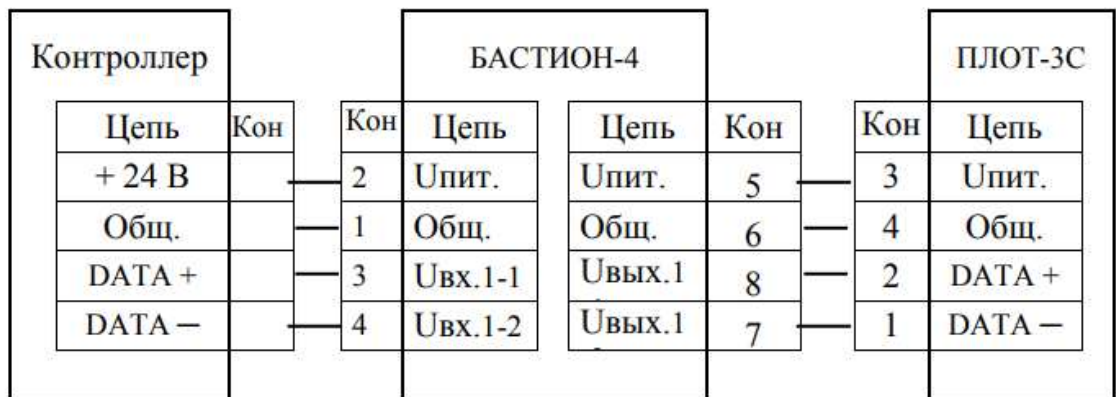 Контроллер БАСТИОН-4 ПЛОТ-3С
Цепь Кон Кон Цепь Цепь Кон Кон Цепь
+ 24 В 2 Uпит. Uпит. 5 3 Uпит.
Общ. 1 Общ. Общ. 6 4 Общ.
DATA + 3 Uвх.1-1 Uвых.1 8 2 DATA +
DATA – 4 Uвх.1-2 Uвых.1 7 1 DATA –